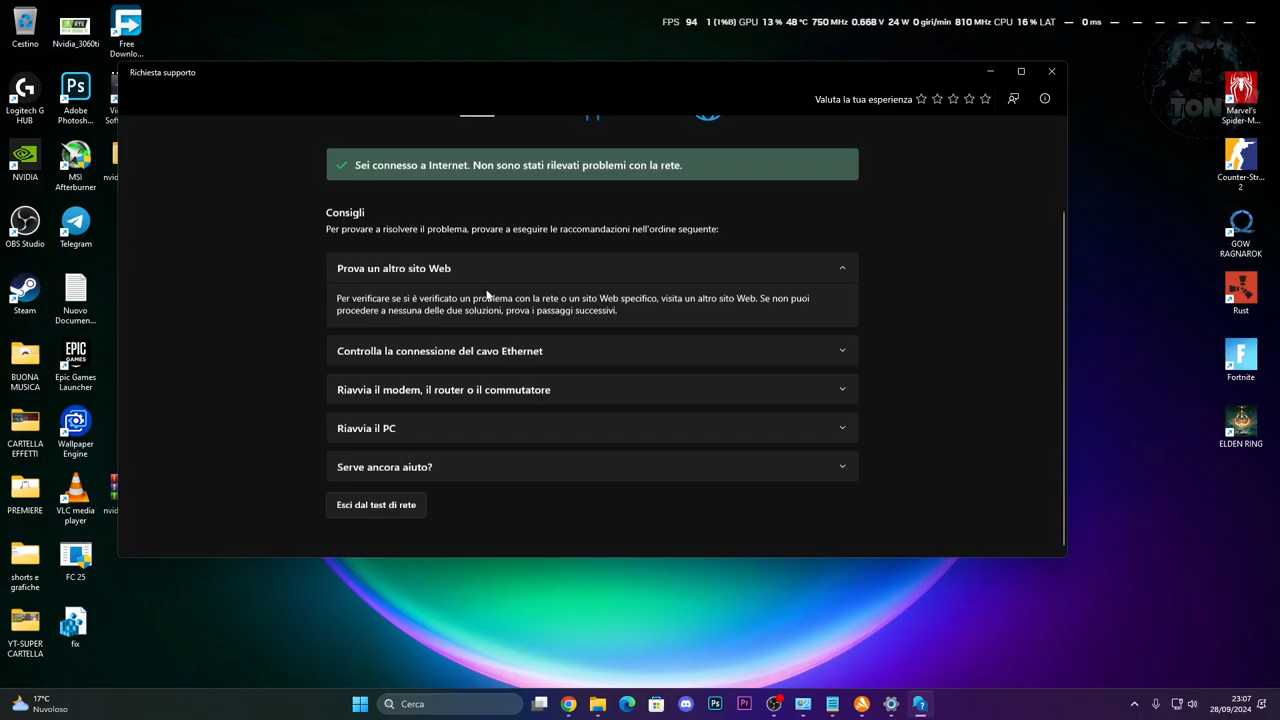 FPS 94 1 (1%) GPU 13 % 48 °C 750 MHz 0.668 V 24 W 0 giri/min 810 MHz CPU 16 % LAT — 0 ms — — — —
Cestino
Nvidia_3060ti
Free
Downlo...
Richiesta supporto
Valuta la tua esperienza
Logitech G
HUB
Adobe
Photosh...
Marvel's
Spider-M...
TON
Sei connesso a Internet. Non sono stati rilevati problemi con la rete.
NVIDIA
MSI
Afterburner
Counter-Str...
2
Consigli
Per provare a risolvere il problema, provare a eseguire le raccomandazioni nell'ordine seguente:
OBS Studio
Telegram
GOW
RAGNAROK
Prova un altro sito Web
Per verificare se si è verificato un problema con la rete o un sito Web specifico, visita un altro sito Web. Se non puoi
procedere a nessuna delle due soluzioni, prova i passaggi successivi.
Steam
Nuovo
Documen...
Rust
Controlla la connessione del cavo Ethernet
BUONA
MUSICA
Epic Games
Launcher
Fortnite
Riavvia il modem, il router o il commutatore
Riavvia il PC
CARTELLA
EFFETTI
Wallpaper
Engine
ELDEN RING
Serve ancora aiuto?
Esci dal test di rete
PREMIERE
VLC media
player
shorts e
grafiche
FC 25
YT-SUPER
CARTELLA
fix
17°C
Nuvoloso
Cerca
23:07
28/09/2024